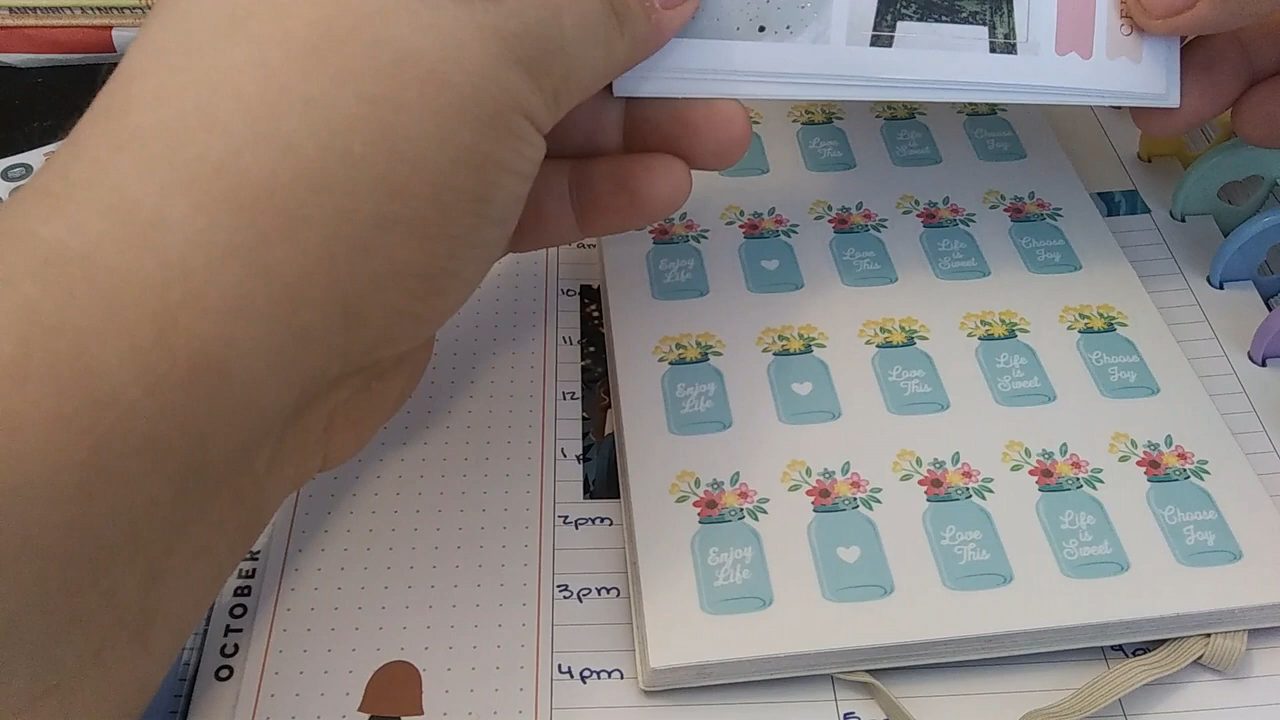 Love This
Life is Sweet
Choose Joy
Enjoy Life
Love This
Life is Sweet
Choose Joy
Enjoy Life
Love This
Life is Sweet
Choose Joy
Enjoy Life
Love This
Life is Sweet
Choose Joy
10
11
12
2pm
3pm
4pm
OCTOBER